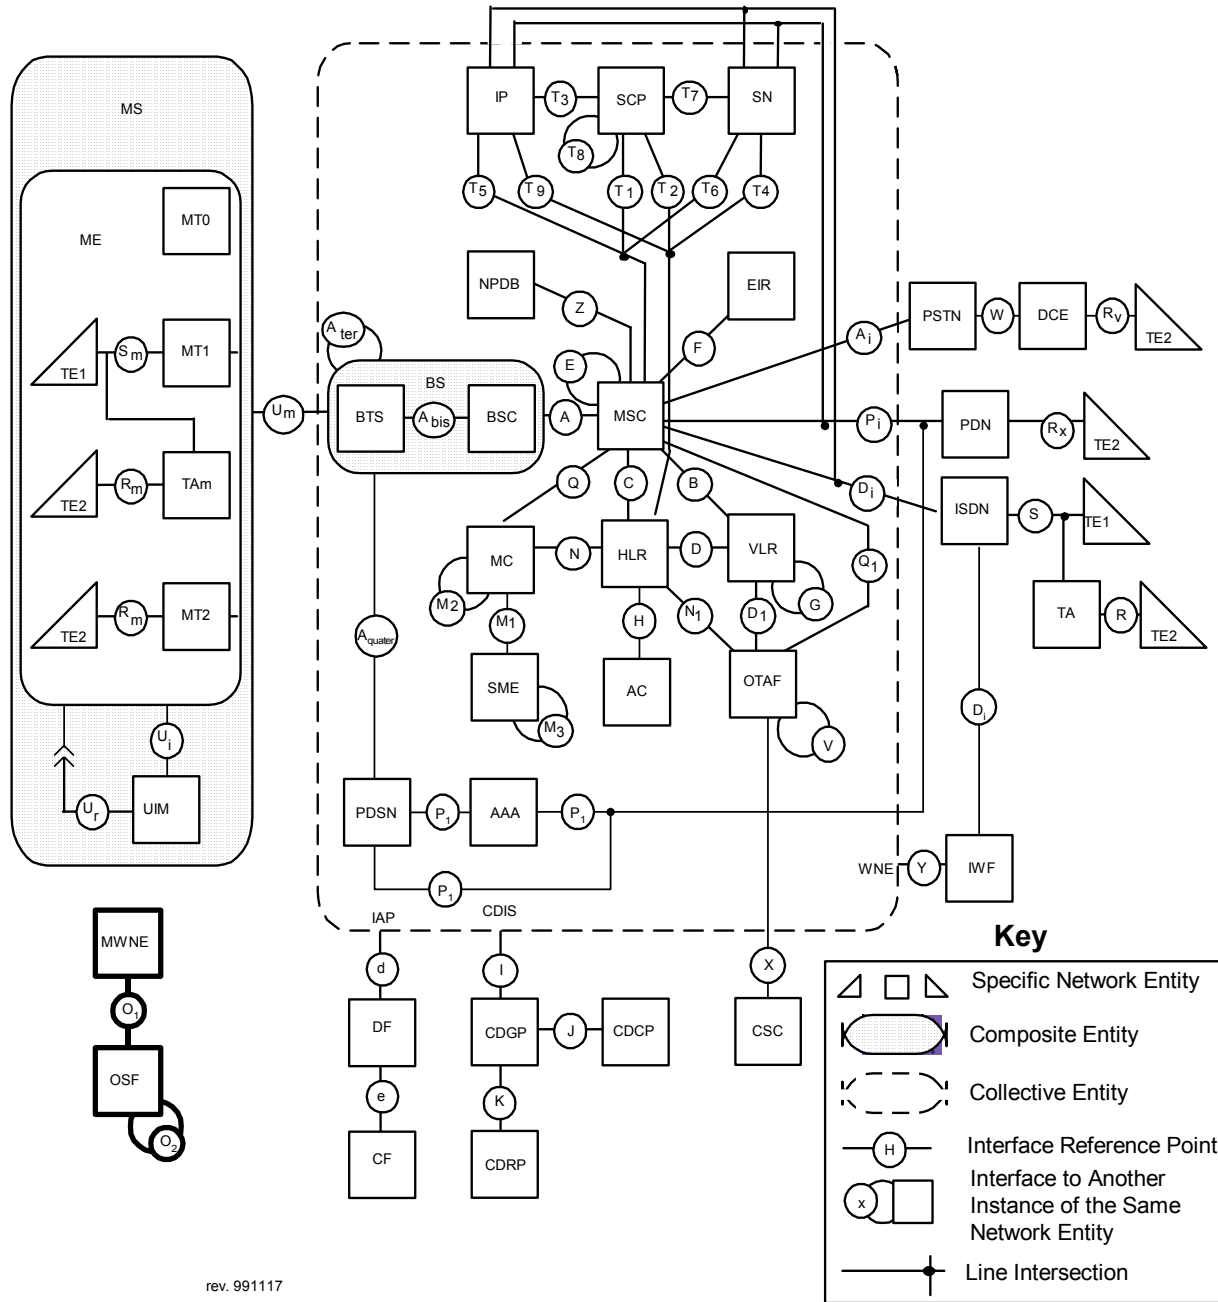 IP
T3
SCP
T7
SN
MS
T8
T5
T9
T1
T2
T6
T4
MT0
ME
NPDB
EIR
Z
PSTN
W
DCE
Rv
TE2
A ter
Ai
F
Sm
MT1
TE1
E
BS
Um
BTS
A bis
BSC
A
MSC
Pi
PDN
Rx
TE2
TE2
Rm
TAm
Q
C
B
Di
ISDN
S
TE1
MC
N
HLR
D
VLR
Q1
M2
M1
H
N1
D1
G
TE2
Rm
MT2
Aquater
TA
R
TE2
SME
AC
OTAF
M3
V
Di
Ui
Ur
UIM
PDSN
P1
AAA
P1
P1
WNE
Y
IWF
IAP
CDIS
MWNE
d
I
X
O1
DF
CDGP
J
CDCP
CSC
OSF
e
K
O2
CF
CDRP
Key
Specific Network Entity
Composite Entity
Collective Entity
H
Interface Reference Point
x
Interface to Another
Instance of the Same
Network Entity
Line Intersection
rev. 991117